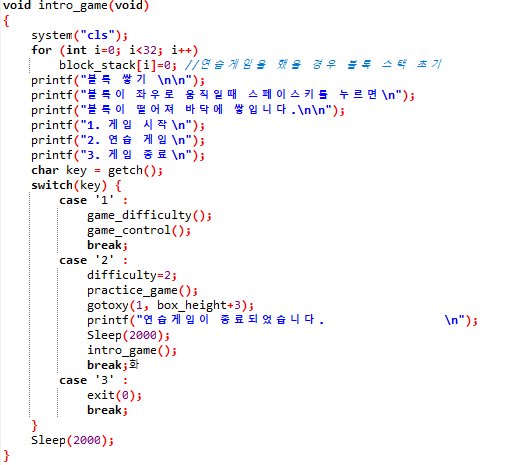 void intro_game(void)
{
system("cls");
for (int i=0; i<32; i++)
block_stack[i]=0; //연습게임을 했을 경우 블록 스택 초기
printf("블록 쌓기 \n\n");
printf("블록이 좌우로 움직일때 스페이스키를 누르면\n");
printf("블록이 떨어져 바닥에 쌓입니다.\n\n");
printf("1. 게임 시작\n");
printf("2. 연습 게임\n");
printf("3. 게임 종료\n");
char key = getch();
switch(key) {
case '1' :
game_difficulty();
game_control();
break;
case '2' :
difficulty=2;
practice_game();
gotoxy(1, box_height+3);
printf("연습게임이 종료되었습니다.                \n");
Sleep(2000);
intro_game();
break;화
case '3' :
exit(0);
break;
}
Sleep(2000);
}